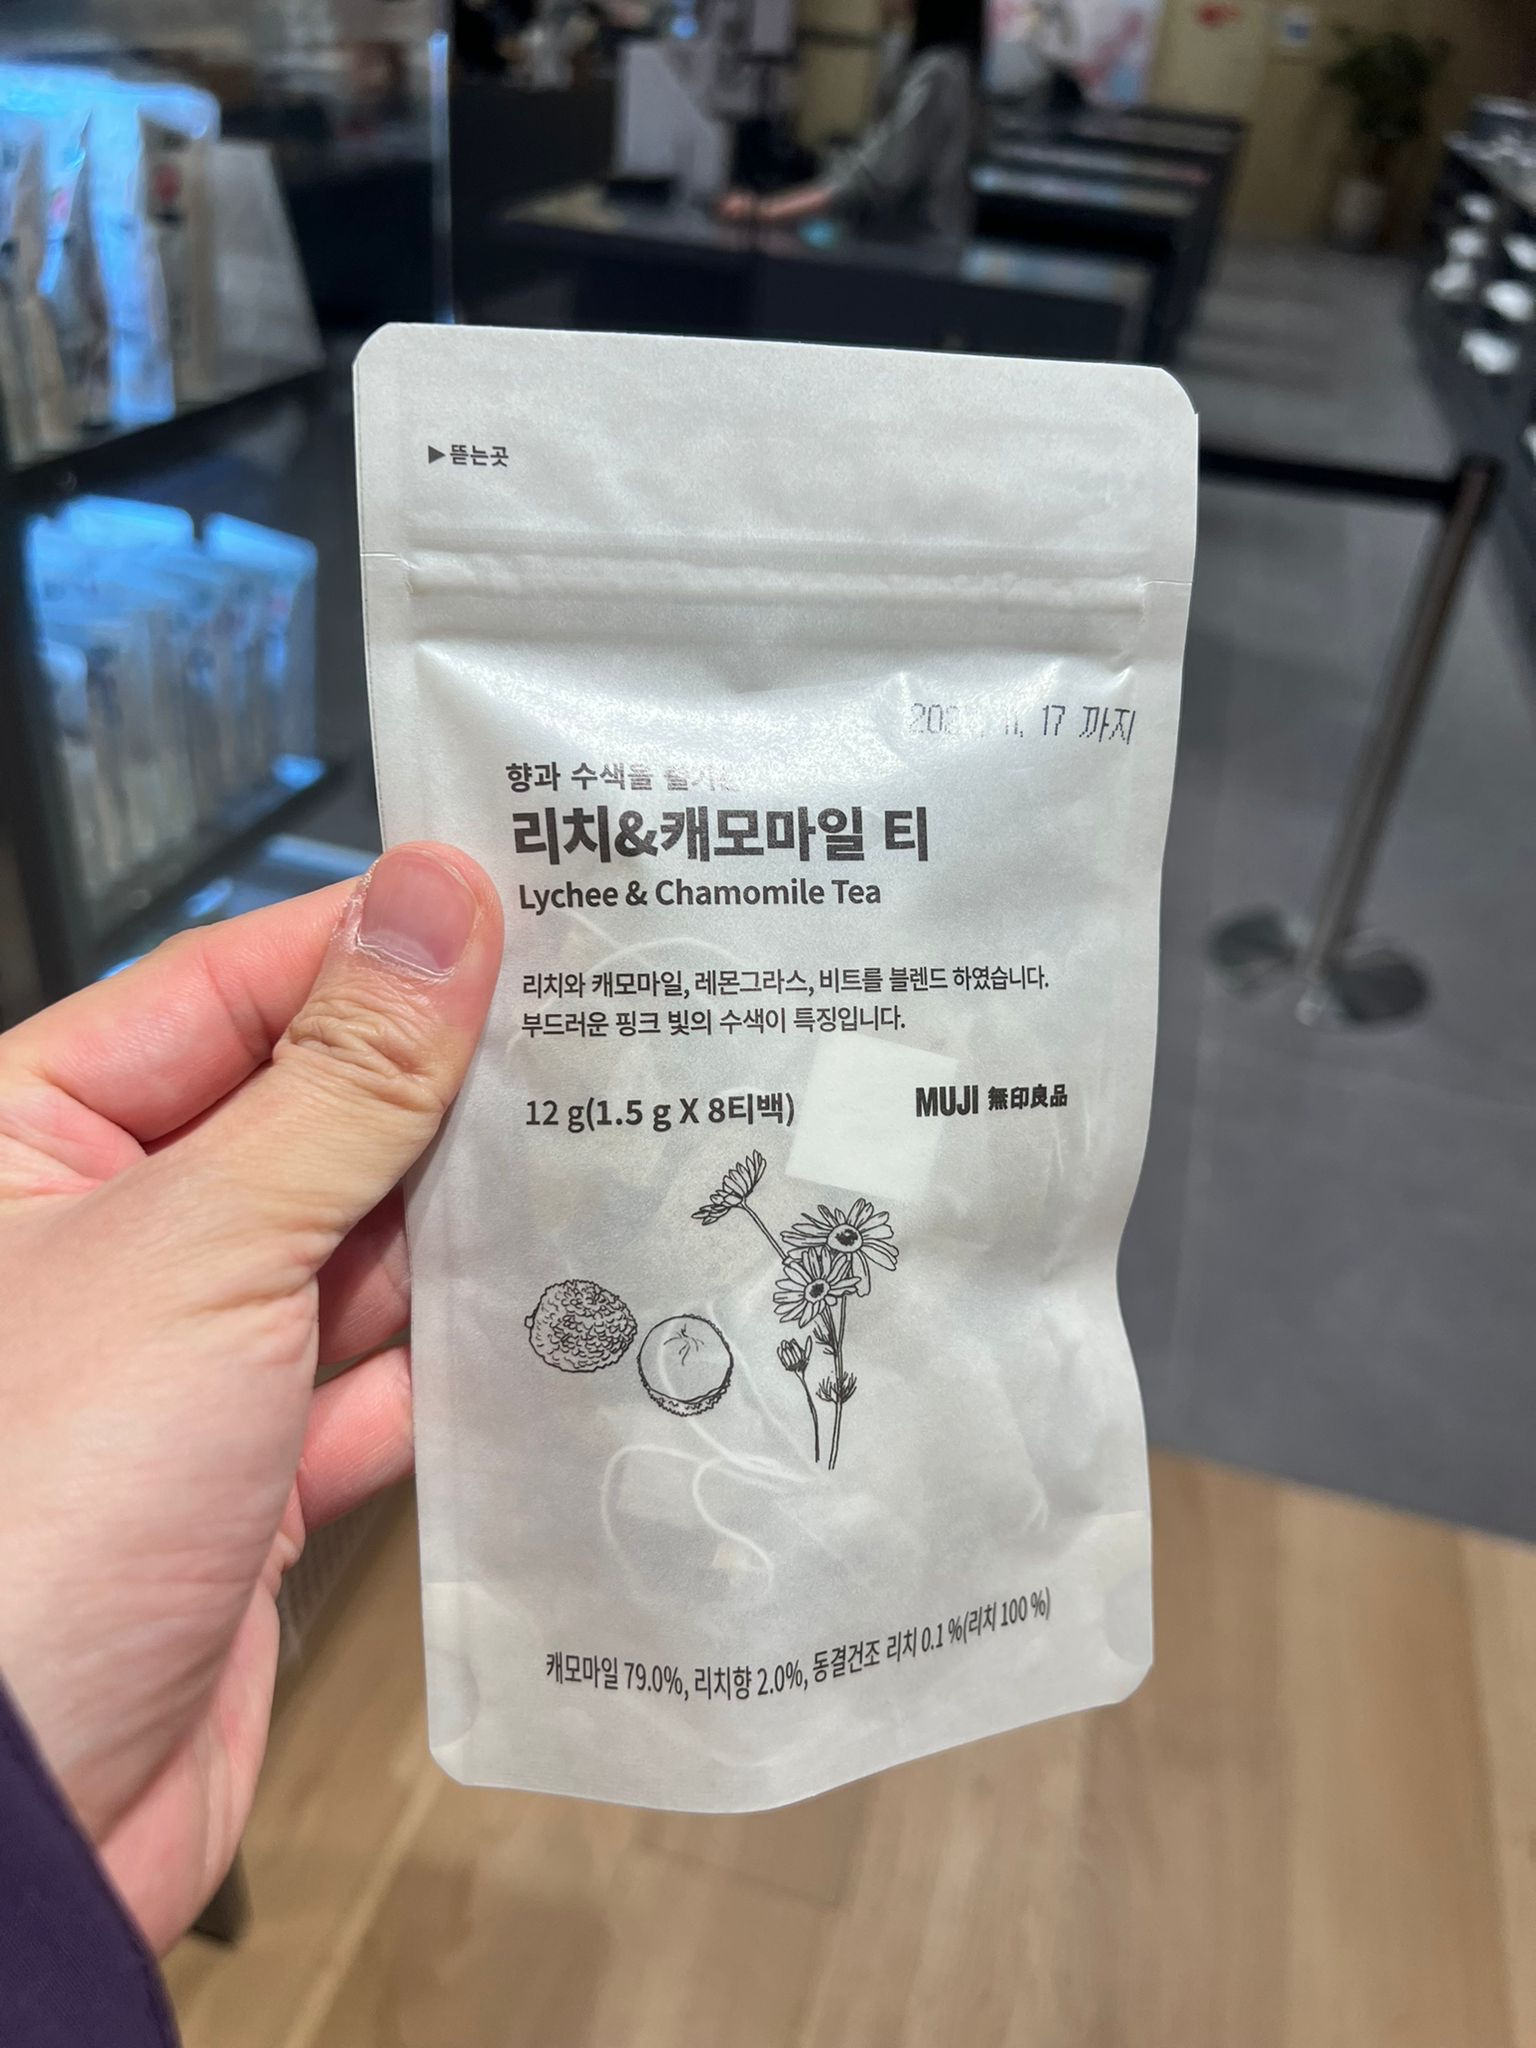 ▶뜯는곳
11. 17 까지
향과 수색을
리치&캐모마일 티
Lychee & Chamomile Tea
리치와 캐모마일, 레몬그라스, 비트를 블렌드 하였습니다.
부드러운 핑크 빛의 수색이 특징입니다.
12 g(1.5 g X 8티백)
MUJI 無印良品
캐모마일 79.0%, 리치향 2.0%, 동결건조 리치 0.1 %(리치 100 %)